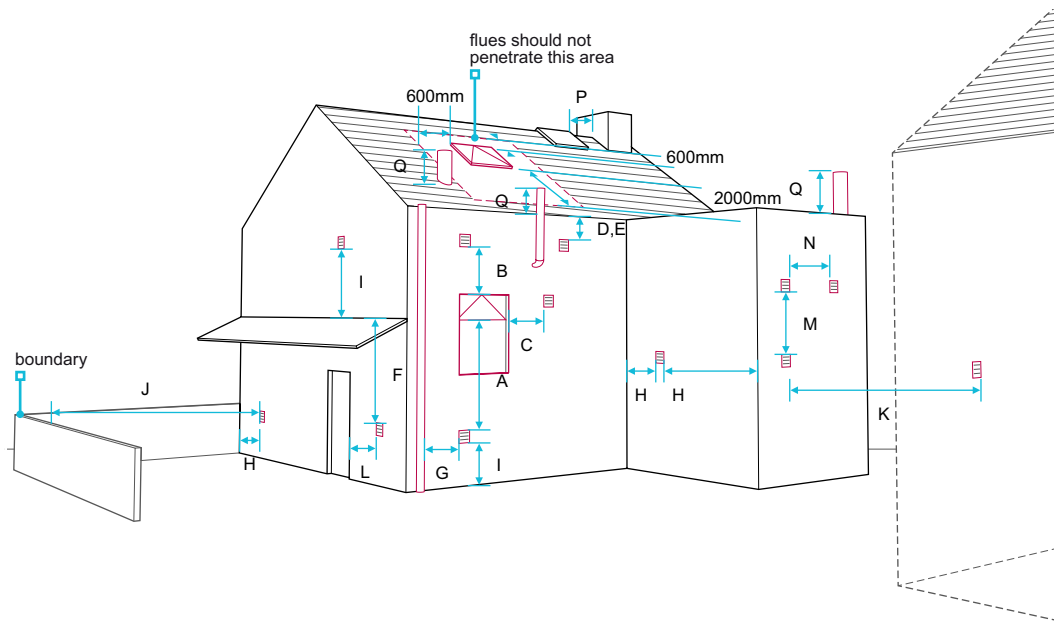 flues should not
penetrate this area
600mm
P
600mm
Q
Q
2000mm
Q
D,E
N
B
I
C
M
boundary
F
A
J
H
H
K
H
L
G
I